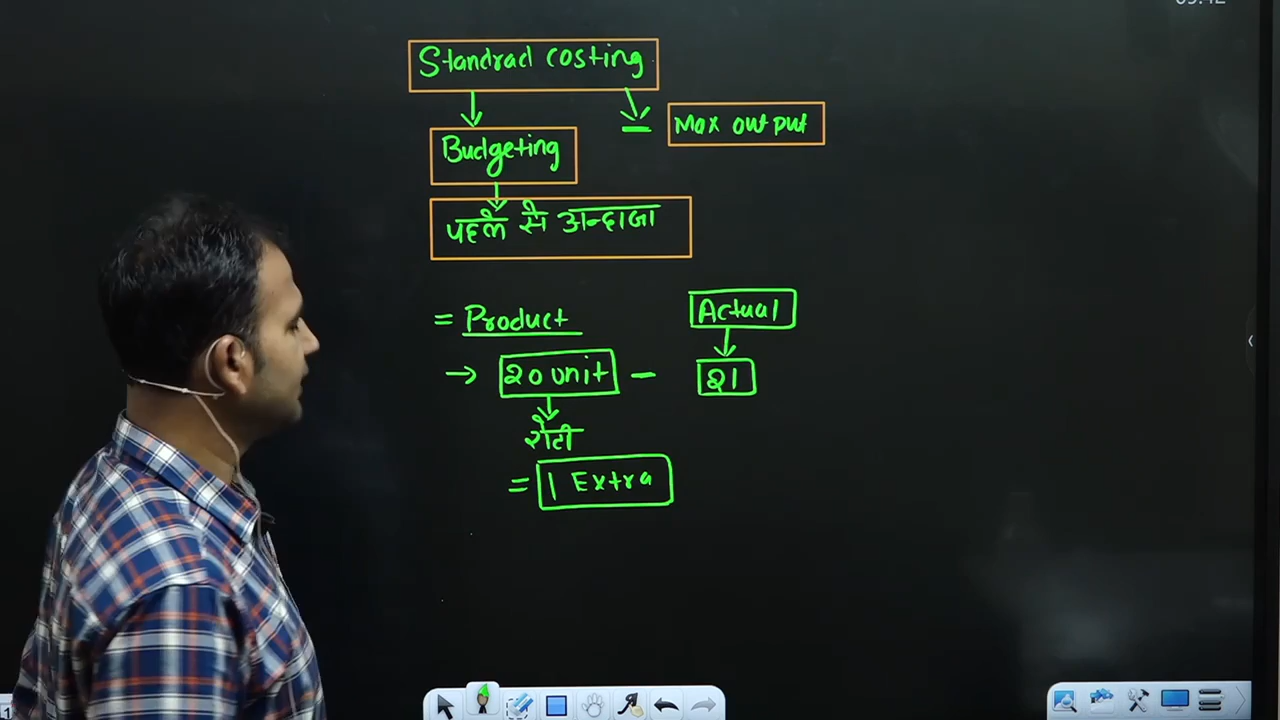 Standrad costing
Max output
Budgeting
पहले से अन्दाजा
= Product
Actual
→ 20 unit - 21
रोटी
= 1 Extra